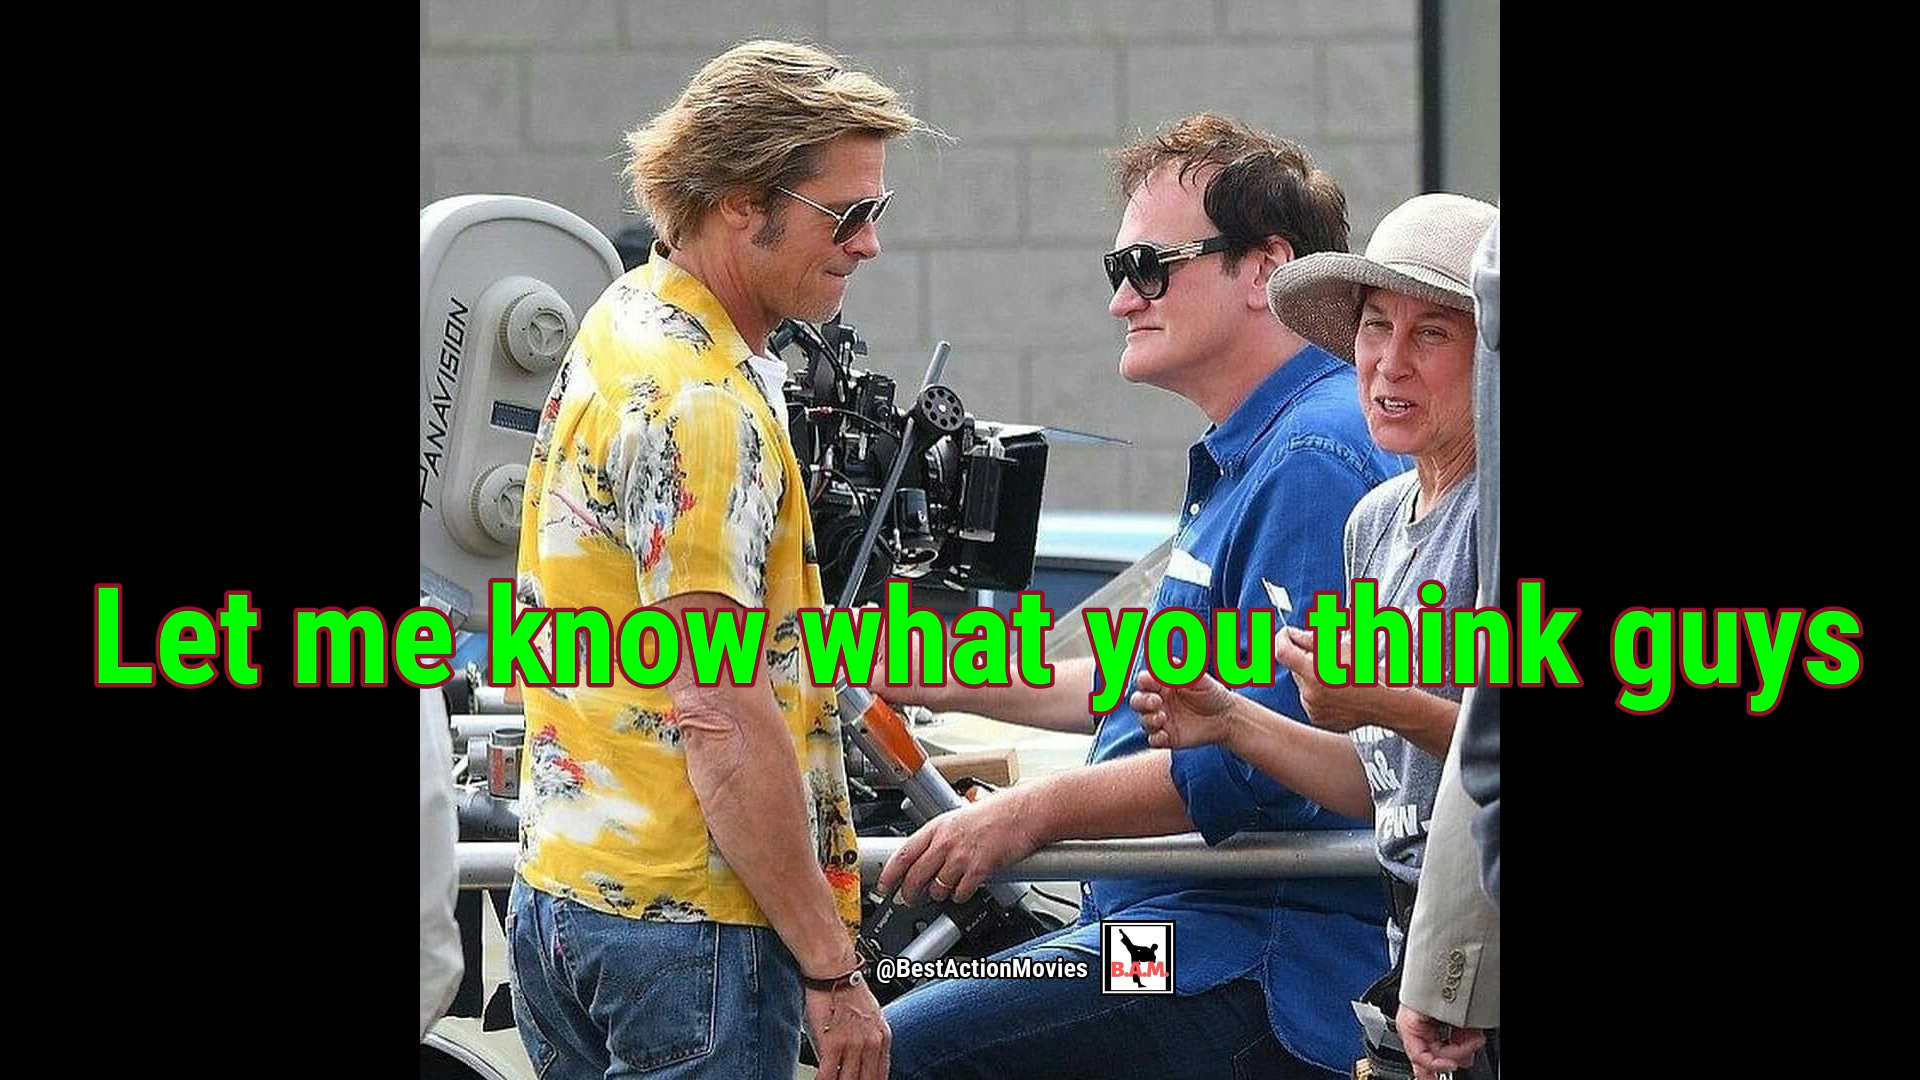 PANAVISION
Let me know what you think guys
&
@BestActionMovies
B.A.M.